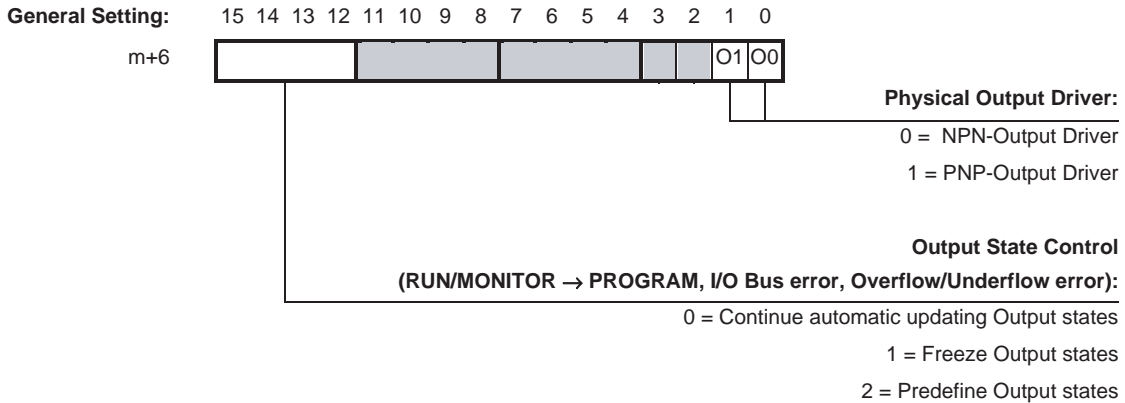 General Setting: 15 14 13 12 11 10 9 8 7 6 5 4 3 2 1 0
m+6 O1 O0
Physical Output Driver:
0 = NPN-Output Driver
1 = PNP-Output Driver
Output State Control
(RUN/MONITOR → PROGRAM, I/O Bus error, Overflow/Underflow error):
0 = Continue automatic updating Output states
1 = Freeze Output states
2 = Predefine Output states